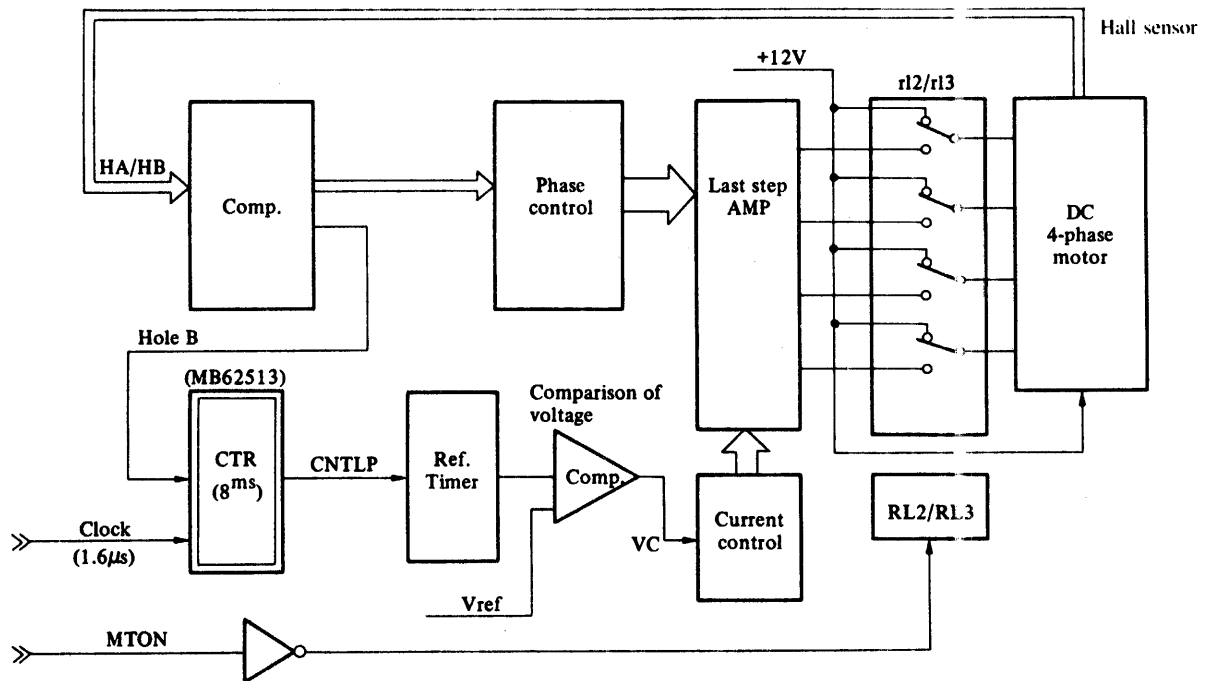 Hall sensor
+12V
rl2/rl3
HA/HB
Comp.
Phase
control
Last step
AMP
DC
4-phase
motor
Hole B
(MB62513)
Comparison of
voltage
CTR
(8ms)
CNTLP
Ref.
Timer
Comp.
Clock
(1.6μs)
VC
Current
control
RL2/RL3
Vref
MTON